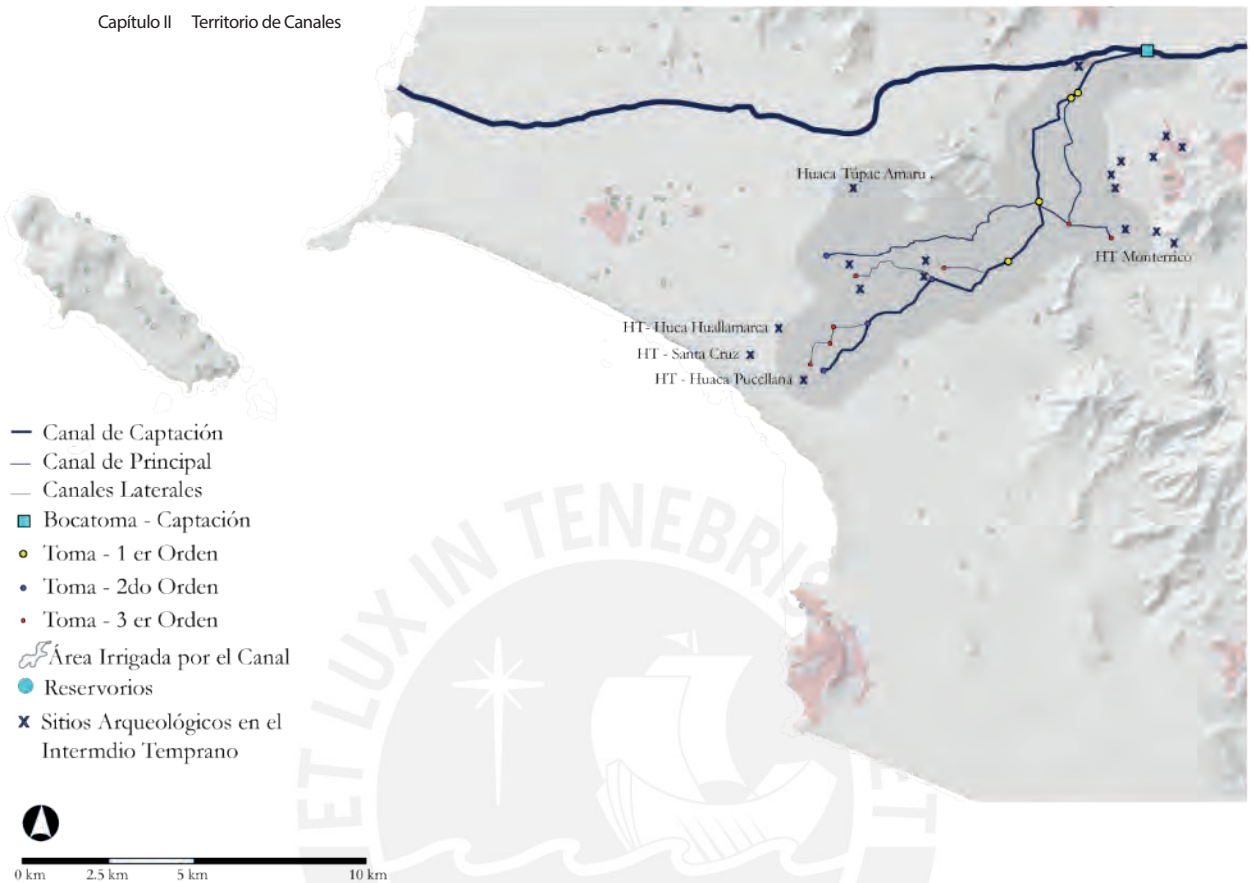 Capítulo II Territorio de Canales
Huaca Túpac Amaru .
HT Monterrico
HT- Huca Huallamarca
HT - Santa Cruz
HT - Huaca Pucellana
Canal de Captación
Canal de Principal
Canales Laterales
Bocatoma - Captación
Toma - 1 er Orden
Toma - 2do Orden
Toma - 3 er Orden
Área Irrigada por el Canal
Reservorios
x Sitios Arqueológicos en el
Intermdio Temprano
0 km 2.5 km 5 km 10 km
ET LUX IN TENEBRIS ET